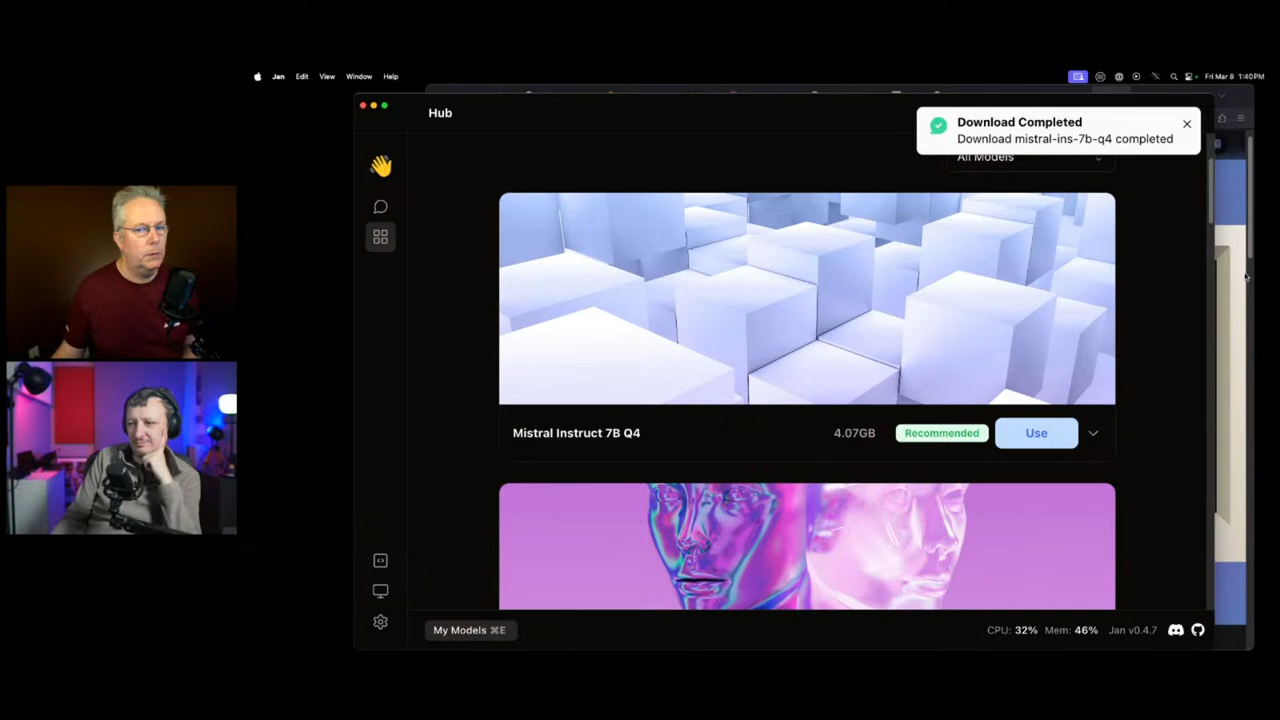 Jan Edit View Window Help
Fri Mar 8 1:40PM
Hub
Download Completed
Download mistral-ins-7b-q4 completed
All Models
Mistral Instruct 7B Q4
4.07GB
Recommended
Use
My Models ⌘E
CPU: 32% Mem: 46% Jan v0.4.7